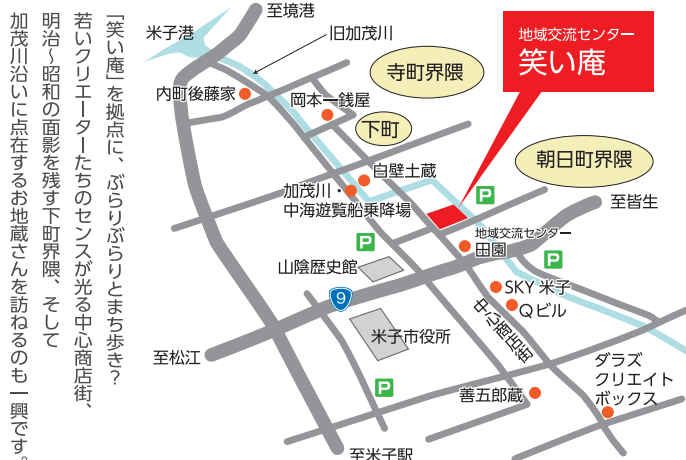 「笑い庵」を拠点に、ぶらりぶらりとまち歩き?
若いクリエーターたちのセンスが光る中心商店街、
明治〜昭和の面影を残す下町界隈、そして
加茂川沿いに点在するお地蔵さんを訪ねるのも一興です。
至境港
米子港
旧加茂川
地域交流センター
笑い庵
寺町界隈
内町後藤家
岡本一銭屋
下町
朝日町界隈
白壁土蔵
加茂川・
中海遊覧船乗降場
P
至皆生
地域交流センター
田園
P
山陰歴史館
P
SKY 米子
9
Qビル
中心商店街
米子市役所
至松江
ダラズ
クリエイト
ボックス
P
善五郎蔵
至米子駅